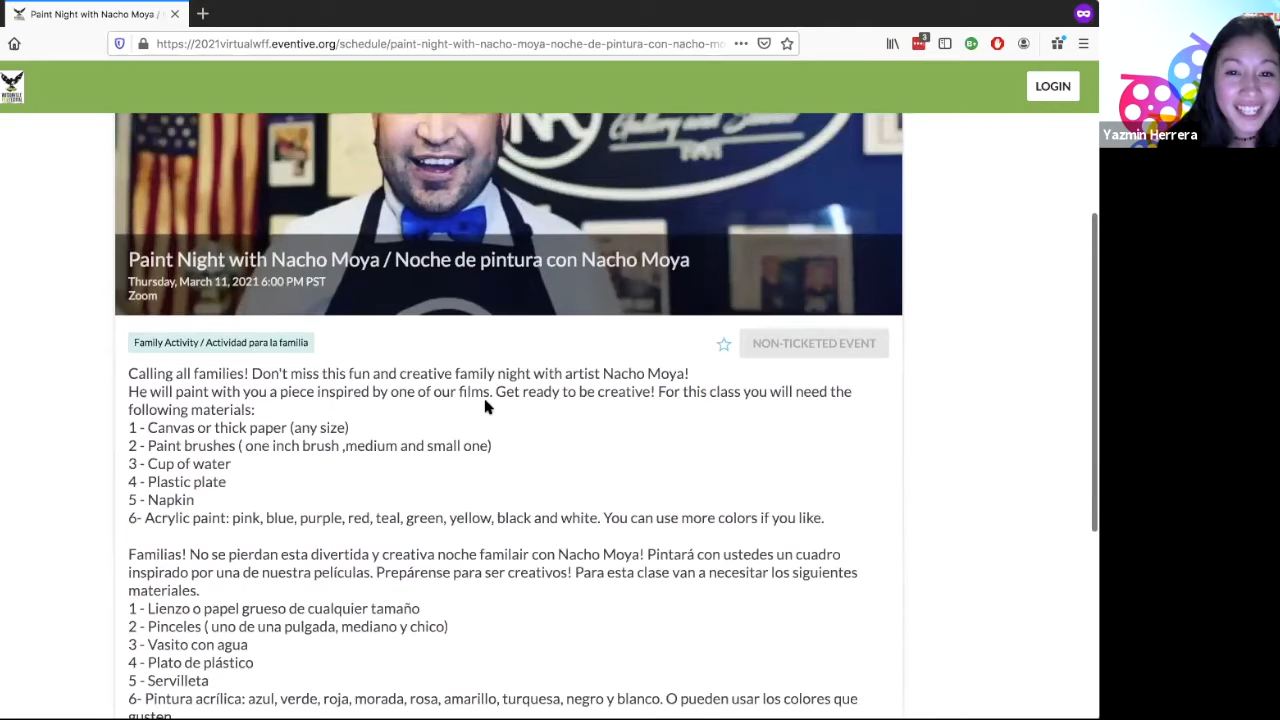 Paint Night with Nacho Moya /
https://2021virtualwff.eventive.org/schedule/paint-night-with-nacho-moya-noche-de-pintura-con-nacho-mo
3
LOGIN
Yazmin Herrera
Paint Night with Nacho Moya / Noche de pintura con Nacho Moya
Thursday, March 11, 2021 6:00 PM PST
Zoom
Family Activity / Actividad para la familia
NON-TICKETED EVENT
Calling all families! Don't miss this fun and creative family night with artist Nacho Moya!
He will paint with you a piece inspired by one of our films. Get ready to be creative! For this class you will need the
following materials:
1 - Canvas or thick paper (any size)
2 - Paint brushes ( one inch brush ,medium and small one)
3 - Cup of water
4 - Plastic plate
5 - Napkin
6- Acrylic paint: pink, blue, purple, red, teal, green, yellow, black and white. You can use more colors if you like.
Familias! No se pierdan esta divertida y creativa noche familair con Nacho Moya! Pintará con ustedes un cuadro
inspirado por una de nuestra películas. Prepárense para ser creativos! Para esta clase van a necesitar los siguientes
materiales.
1 - Lienzo o papel grueso de cualquier tamaño
2 - Pinceles ( uno de una pulgada, mediano y chico)
3 - Vasito con agua
4 - Plato de plástico
5 - Servilleta
6- Pintura acrílica: azul, verde, roja, morada, rosa, amarillo, turquesa, negro y blanco. O pueden usar los colores que
gusten